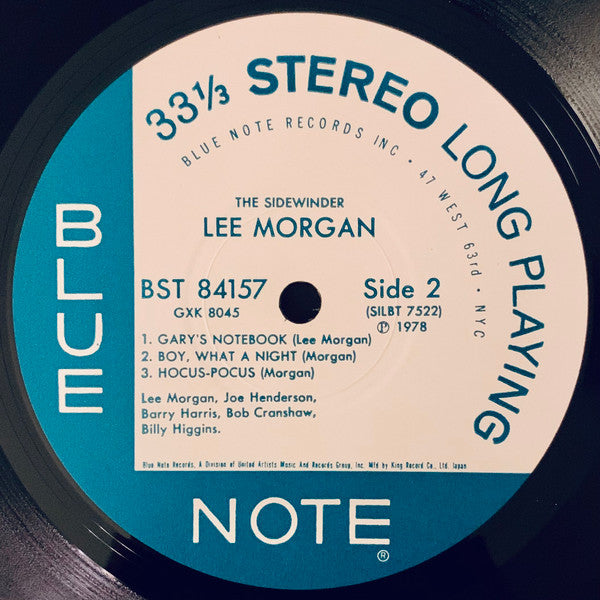 33⅓ STEREO LONG PLAYING
BLUE NOTE RECORDS INC • 47 WEST 63rd • NYC
THE SIDEWINDER
LEE MORGAN
BST 84157
GXK 8045
Side 2
(SILBT 7522)
Ⓟ 1978
1. GARY'S NOTEBOOK (Lee Morgan)
2. BOY, WHAT A NIGHT (Morgan)
3. HOCUS-POCUS (Morgan)
Lee Morgan, Joe Henderson,
Barry Harris, Bob Cranshaw,
Billy Higgins.
Blue Note Records, A Division of United Artists Music And Records Group, Inc. Mfd by King Record Co., Ltd. Japan
BLUE
NOTE®